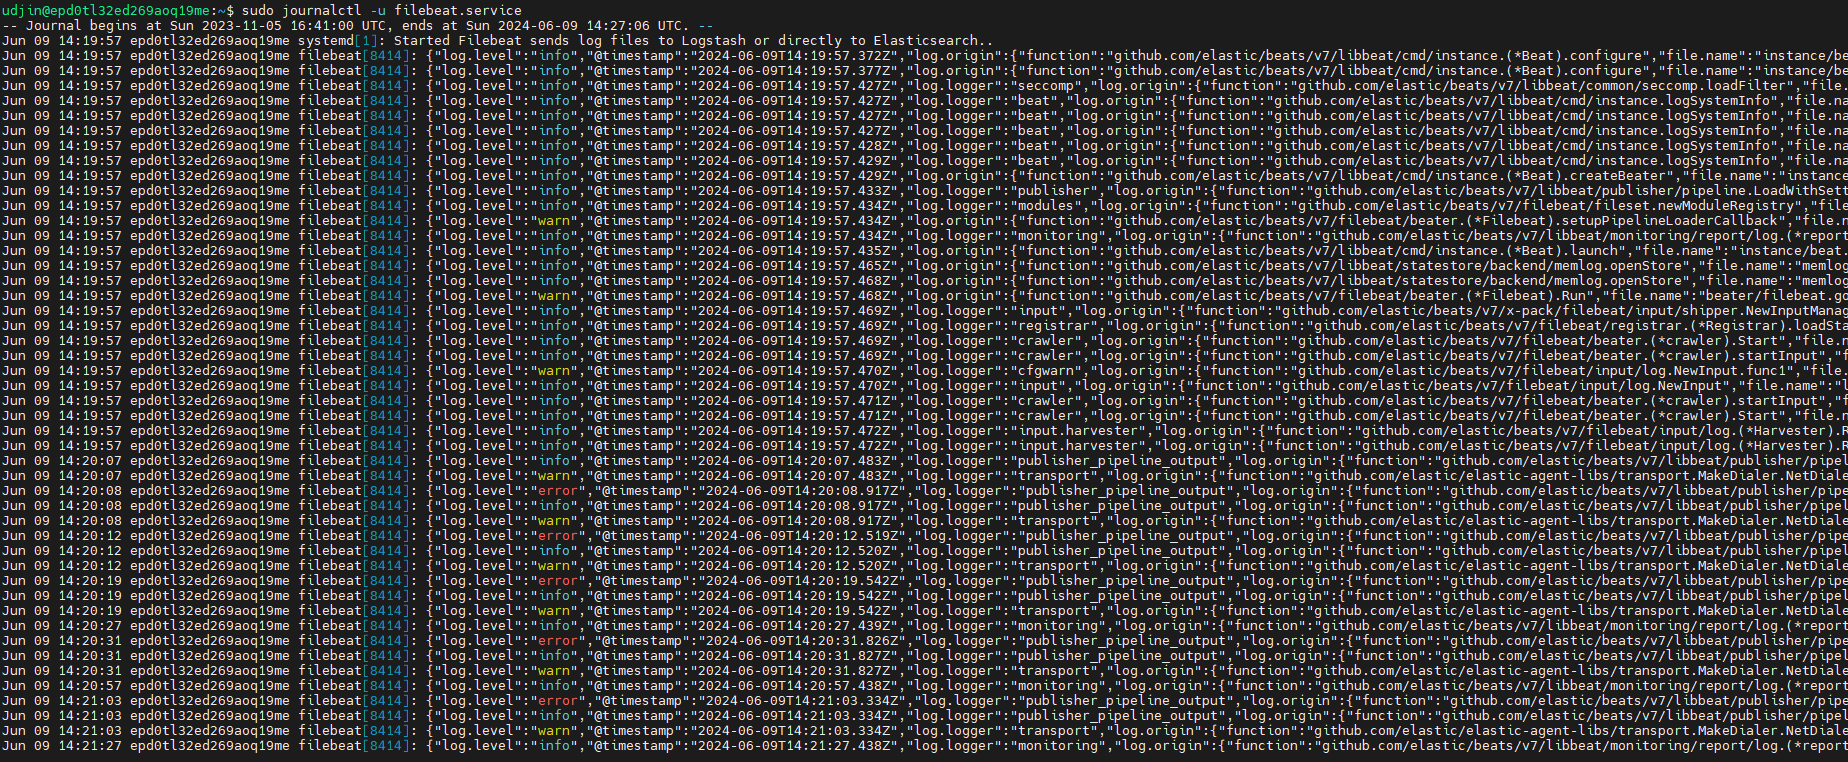 udjin@epd0tl32ed269aoq19me:~$ sudo journalctl -u filebeat.service
-- Journal begins at Sun 2023-11-05 16:41:00 UTC, ends at Sun 2024-06-09 14:27:06 UTC. --
Jun 09 14:19:57 epd0tl32ed269aoq19me systemd[1]: Started Filebeat sends log files to Logstash or directly to Elasticsearch..
Jun 09 14:19:57 epd0tl32ed269aoq19me filebeat[8414]: {"log.level":"info","@timestamp":"2024-06-09T14:19:57.372Z","log.origin":{"function":"github.com/elastic/beats/v7/libbeat/cmd/instance.(*Beat).configure","file.name":"instance/be
Jun 09 14:19:57 epd0tl32ed269aoq19me filebeat[8414]: {"log.level":"info","@timestamp":"2024-06-09T14:19:57.377Z","log.origin":{"function":"github.com/elastic/beats/v7/libbeat/cmd/instance.(*Beat).configure","file.name":"instance/be
Jun 09 14:19:57 epd0tl32ed269aoq19me filebeat[8414]: {"log.level":"info","@timestamp":"2024-06-09T14:19:57.427Z","log.logger":"seccomp","log.origin":{"function":"github.com/elastic/beats/v7/libbeat/common/seccomp.loadFilter","file.
Jun 09 14:19:57 epd0tl32ed269aoq19me filebeat[8414]: {"log.level":"info","@timestamp":"2024-06-09T14:19:57.427Z","log.logger":"beat","log.origin":{"function":"github.com/elastic/beats/v7/libbeat/cmd/instance.logSystemInfo","file.na
Jun 09 14:19:57 epd0tl32ed269aoq19me filebeat[8414]: {"log.level":"info","@timestamp":"2024-06-09T14:19:57.427Z","log.logger":"beat","log.origin":{"function":"github.com/elastic/beats/v7/libbeat/cmd/instance.logSystemInfo","file.na
Jun 09 14:19:57 epd0tl32ed269aoq19me filebeat[8414]: {"log.level":"info","@timestamp":"2024-06-09T14:19:57.427Z","log.logger":"beat","log.origin":{"function":"github.com/elastic/beats/v7/libbeat/cmd/instance.logSystemInfo","file.na
Jun 09 14:19:57 epd0tl32ed269aoq19me filebeat[8414]: {"log.level":"info","@timestamp":"2024-06-09T14:19:57.428Z","log.logger":"beat","log.origin":{"function":"github.com/elastic/beats/v7/libbeat/cmd/instance.logSystemInfo","file.na
Jun 09 14:19:57 epd0tl32ed269aoq19me filebeat[8414]: {"log.level":"info","@timestamp":"2024-06-09T14:19:57.429Z","log.logger":"beat","log.origin":{"function":"github.com/elastic/beats/v7/libbeat/cmd/instance.logSystemInfo","file.na
Jun 09 14:19:57 epd0tl32ed269aoq19me filebeat[8414]: {"log.level":"info","@timestamp":"2024-06-09T14:19:57.429Z","log.origin":{"function":"github.com/elastic/beats/v7/libbeat/cmd/instance.(*Beat).createBeater","file.name":"instance
Jun 09 14:19:57 epd0tl32ed269aoq19me filebeat[8414]: {"log.level":"info","@timestamp":"2024-06-09T14:19:57.433Z","log.logger":"publisher","log.origin":{"function":"github.com/elastic/beats/v7/libbeat/publisher/pipeline.LoadWithSett
Jun 09 14:19:57 epd0tl32ed269aoq19me filebeat[8414]: {"log.level":"info","@timestamp":"2024-06-09T14:19:57.434Z","log.logger":"modules","log.origin":{"function":"github.com/elastic/beats/v7/filebeat/fileset.newModuleRegistry","file
Jun 09 14:19:57 epd0tl32ed269aoq19me filebeat[8414]: {"log.level":"warn","@timestamp":"2024-06-09T14:19:57.434Z","log.origin":{"function":"github.com/elastic/beats/v7/filebeat/beater.(*Filebeat).setupPipelineLoaderCallback","file.n
Jun 09 14:19:57 epd0tl32ed269aoq19me filebeat[8414]: {"log.level":"info","@timestamp":"2024-06-09T14:19:57.434Z","log.logger":"monitoring","log.origin":{"function":"github.com/elastic/beats/v7/libbeat/monitoring/report/log.(*report
Jun 09 14:19:57 epd0tl32ed269aoq19me filebeat[8414]: {"log.level":"info","@timestamp":"2024-06-09T14:19:57.435Z","log.origin":{"function":"github.com/elastic/beats/v7/libbeat/cmd/instance.(*Beat).launch","file.name":"instance/beat.
Jun 09 14:19:57 epd0tl32ed269aoq19me filebeat[8414]: {"log.level":"info","@timestamp":"2024-06-09T14:19:57.465Z","log.origin":{"function":"github.com/elastic/beats/v7/libbeat/statestore/backend/memlog.openStore","file.name":"memlog
Jun 09 14:19:57 epd0tl32ed269aoq19me filebeat[8414]: {"log.level":"info","@timestamp":"2024-06-09T14:19:57.468Z","log.origin":{"function":"github.com/elastic/beats/v7/libbeat/statestore/backend/memlog.openStore","file.name":"memlog
Jun 09 14:19:57 epd0tl32ed269aoq19me filebeat[8414]: {"log.level":"warn","@timestamp":"2024-06-09T14:19:57.468Z","log.origin":{"function":"github.com/elastic/beats/v7/filebeat/beater.(*Filebeat).Run","file.name":"beater/filebeat.go
Jun 09 14:19:57 epd0tl32ed269aoq19me filebeat[8414]: {"log.level":"info","@timestamp":"2024-06-09T14:19:57.469Z","log.logger":"input","log.origin":{"function":"github.com/elastic/beats/v7/x-pack/filebeat/input/shipper.NewInputManag
Jun 09 14:19:57 epd0tl32ed269aoq19me filebeat[8414]: {"log.level":"info","@timestamp":"2024-06-09T14:19:57.469Z","log.logger":"registrar","log.origin":{"function":"github.com/elastic/beats/v7/filebeat/registrar.(*Registrar).loadSta
Jun 09 14:19:57 epd0tl32ed269aoq19me filebeat[8414]: {"log.level":"info","@timestamp":"2024-06-09T14:19:57.469Z","log.logger":"crawler","log.origin":{"function":"github.com/elastic/beats/v7/filebeat/beater.(*crawler).Start","file.n
Jun 09 14:19:57 epd0tl32ed269aoq19me filebeat[8414]: {"log.level":"info","@timestamp":"2024-06-09T14:19:57.469Z","log.logger":"crawler","log.origin":{"function":"github.com/elastic/beats/v7/filebeat/beater.(*crawler).startInput","f
Jun 09 14:19:57 epd0tl32ed269aoq19me filebeat[8414]: {"log.level":"warn","@timestamp":"2024-06-09T14:19:57.470Z","log.logger":"cfgwarn","log.origin":{"function":"github.com/elastic/beats/v7/filebeat/input/log.NewInput.func1","file.
Jun 09 14:19:57 epd0tl32ed269aoq19me filebeat[8414]: {"log.level":"info","@timestamp":"2024-06-09T14:19:57.470Z","log.logger":"input","log.origin":{"function":"github.com/elastic/beats/v7/filebeat/input/log.NewInput","file.name":"l
Jun 09 14:19:57 epd0tl32ed269aoq19me filebeat[8414]: {"log.level":"info","@timestamp":"2024-06-09T14:19:57.471Z","log.logger":"crawler","log.origin":{"function":"github.com/elastic/beats/v7/filebeat/beater.(*crawler).startInput","f
Jun 09 14:19:57 epd0tl32ed269aoq19me filebeat[8414]: {"log.level":"info","@timestamp":"2024-06-09T14:19:57.471Z","log.logger":"crawler","log.origin":{"function":"github.com/elastic/beats/v7/filebeat/beater.(*crawler).Start","file.n
Jun 09 14:19:57 epd0tl32ed269aoq19me filebeat[8414]: {"log.level":"info","@timestamp":"2024-06-09T14:19:57.472Z","log.logger":"input.harvester","log.origin":{"function":"github.com/elastic/beats/v7/filebeat/input/log.(*Harvester).R
Jun 09 14:19:57 epd0tl32ed269aoq19me filebeat[8414]: {"log.level":"info","@timestamp":"2024-06-09T14:19:57.472Z","log.logger":"input.harvester","log.origin":{"function":"github.com/elastic/beats/v7/filebeat/input/log.(*Harvester).R
Jun 09 14:20:07 epd0tl32ed269aoq19me filebeat[8414]: {"log.level":"info","@timestamp":"2024-06-09T14:20:07.483Z","log.logger":"publisher_pipeline_output","log.origin":{"function":"github.com/elastic/beats/v7/libbeat/publisher/pipel
Jun 09 14:20:07 epd0tl32ed269aoq19me filebeat[8414]: {"log.level":"warn","@timestamp":"2024-06-09T14:20:07.483Z","log.logger":"transport","log.origin":{"function":"github.com/elastic/elastic-agent-libs/transport.MakeDialer.NetDiale
Jun 09 14:20:08 epd0tl32ed269aoq19me filebeat[8414]: {"log.level":"error","@timestamp":"2024-06-09T14:20:08.917Z","log.logger":"publisher_pipeline_output","log.origin":{"function":"github.com/elastic/beats/v7/libbeat/publisher/pipe
Jun 09 14:20:08 epd0tl32ed269aoq19me filebeat[8414]: {"log.level":"info","@timestamp":"2024-06-09T14:20:08.917Z","log.logger":"publisher_pipeline_output","log.origin":{"function":"github.com/elastic/beats/v7/libbeat/publisher/pipel
Jun 09 14:20:08 epd0tl32ed269aoq19me filebeat[8414]: {"log.level":"warn","@timestamp":"2024-06-09T14:20:08.917Z","log.logger":"transport","log.origin":{"function":"github.com/elastic/elastic-agent-libs/transport.MakeDialer.NetDiale
Jun 09 14:20:12 epd0tl32ed269aoq19me filebeat[8414]: {"log.level":"error","@timestamp":"2024-06-09T14:20:12.519Z","log.logger":"publisher_pipeline_output","log.origin":{"function":"github.com/elastic/beats/v7/libbeat/publisher/pipe
Jun 09 14:20:12 epd0tl32ed269aoq19me filebeat[8414]: {"log.level":"info","@timestamp":"2024-06-09T14:20:12.520Z","log.logger":"publisher_pipeline_output","log.origin":{"function":"github.com/elastic/beats/v7/libbeat/publisher/pipel
Jun 09 14:20:12 epd0tl32ed269aoq19me filebeat[8414]: {"log.level":"warn","@timestamp":"2024-06-09T14:20:12.520Z","log.logger":"transport","log.origin":{"function":"github.com/elastic/elastic-agent-libs/transport.MakeDialer.NetDiale
Jun 09 14:20:19 epd0tl32ed269aoq19me filebeat[8414]: {"log.level":"error","@timestamp":"2024-06-09T14:20:19.542Z","log.logger":"publisher_pipeline_output","log.origin":{"function":"github.com/elastic/beats/v7/libbeat/publisher/pipe
Jun 09 14:20:19 epd0tl32ed269aoq19me filebeat[8414]: {"log.level":"info","@timestamp":"2024-06-09T14:20:19.542Z","log.logger":"publisher_pipeline_output","log.origin":{"function":"github.com/elastic/beats/v7/libbeat/publisher/pipel
Jun 09 14:20:19 epd0tl32ed269aoq19me filebeat[8414]: {"log.level":"warn","@timestamp":"2024-06-09T14:20:19.542Z","log.logger":"transport","log.origin":{"function":"github.com/elastic/elastic-agent-libs/transport.MakeDialer.NetDiale
Jun 09 14:20:27 epd0tl32ed269aoq19me filebeat[8414]: {"log.level":"info","@timestamp":"2024-06-09T14:20:27.439Z","log.logger":"monitoring","log.origin":{"function":"github.com/elastic/beats/v7/libbeat/monitoring/report/log.(*report
Jun 09 14:20:31 epd0tl32ed269aoq19me filebeat[8414]: {"log.level":"error","@timestamp":"2024-06-09T14:20:31.826Z","log.logger":"publisher_pipeline_output","log.origin":{"function":"github.com/elastic/beats/v7/libbeat/publisher/pipe
Jun 09 14:20:31 epd0tl32ed269aoq19me filebeat[8414]: {"log.level":"info","@timestamp":"2024-06-09T14:20:31.827Z","log.logger":"publisher_pipeline_output","log.origin":{"function":"github.com/elastic/beats/v7/libbeat/publisher/pipel
Jun 09 14:20:31 epd0tl32ed269aoq19me filebeat[8414]: {"log.level":"warn","@timestamp":"2024-06-09T14:20:31.827Z","log.logger":"transport","log.origin":{"function":"github.com/elastic/elastic-agent-libs/transport.MakeDialer.NetDiale
Jun 09 14:20:57 epd0tl32ed269aoq19me filebeat[8414]: {"log.level":"info","@timestamp":"2024-06-09T14:20:57.438Z","log.logger":"monitoring","log.origin":{"function":"github.com/elastic/beats/v7/libbeat/monitoring/report/log.(*report
Jun 09 14:21:03 epd0tl32ed269aoq19me filebeat[8414]: {"log.level":"error","@timestamp":"2024-06-09T14:21:03.334Z","log.logger":"publisher_pipeline_output","log.origin":{"function":"github.com/elastic/beats/v7/libbeat/publisher/pipe
Jun 09 14:21:03 epd0tl32ed269aoq19me filebeat[8414]: {"log.level":"info","@timestamp":"2024-06-09T14:21:03.334Z","log.logger":"publisher_pipeline_output","log.origin":{"function":"github.com/elastic/beats/v7/libbeat/publisher/pipel
Jun 09 14:21:03 epd0tl32ed269aoq19me filebeat[8414]: {"log.level":"warn","@timestamp":"2024-06-09T14:21:03.334Z","log.logger":"transport","log.origin":{"function":"github.com/elastic/elastic-agent-libs/transport.MakeDialer.NetDiale
Jun 09 14:21:27 epd0tl32ed269aoq19me filebeat[8414]: {"log.level":"info","@timestamp":"2024-06-09T14:21:27.438Z","log.logger":"monitoring","log.origin":{"function":"github.com/elastic/beats/v7/libbeat/monitoring/report/log.(*report